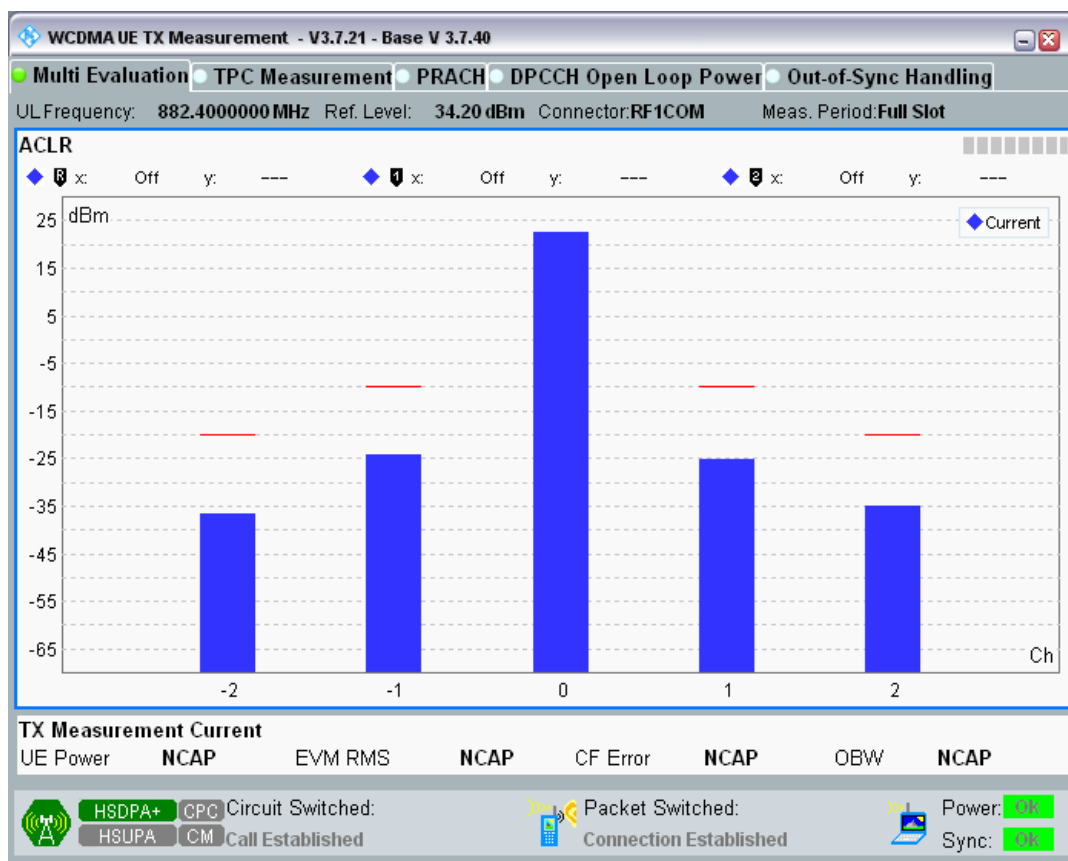 WCDMA UE TX Measurement - V3.7.21 - Base V 3.7.40
Multi Evaluation TPC Measurement PRACH DPCCH Open Loop Power Out-of-Sync Handling
UL Frequency: 882.4000000 MHz Ref. Level: 34.20 dBm Connector:RF1COM Meas. Period:Full Slot
ACLR
R x: Off y: --- 1 x: Off y: --- 2 x: Off y: ---
dBm
Current
25
15
5
-5
-15
-25
-35
-45
-55
-65
Ch
-2 -1 0 1 2
TX Measurement Current
UE Power NCAP EVM RMS NCAP CF Error NCAP OBW NCAP
HSDPA+ CPC Circuit Switched: Packet Switched: Power: Ok
HSUPA CM Call Established Connection Established Sync: Ok